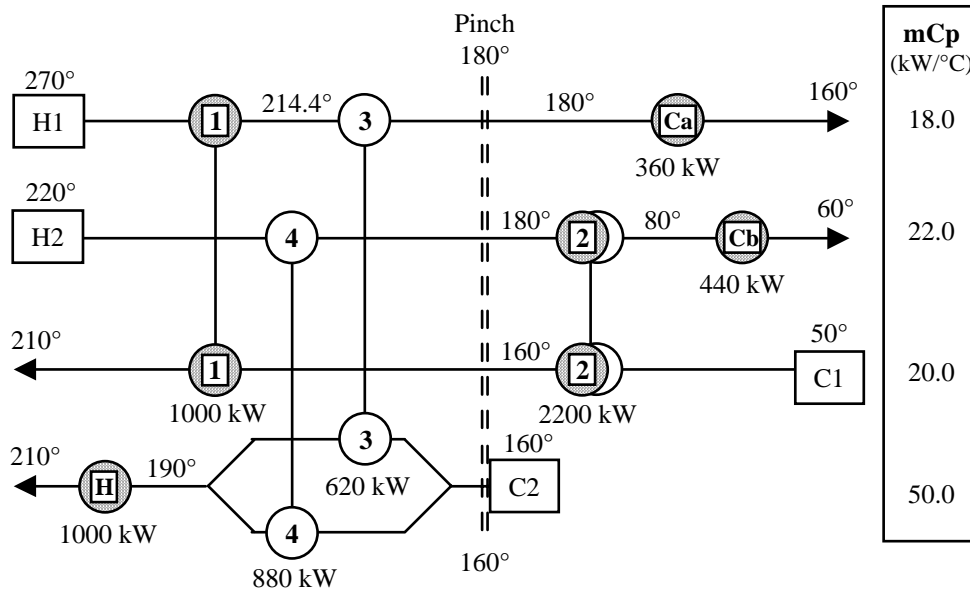 Pinch
180°
mCp
(kW/°C)
270°
H1
1
214.4°
3
180°
Ca
160°
18.0
360 kW
220°
H2
4
180°
2
80°
Cb
60°
22.0
440 kW
210°
1
160°
2
50°
C1
20.0
1000 kW
2200 kW
210°
H
190°
3
160°
C2
50.0
620 kW
1000 kW
4
880 kW
160°